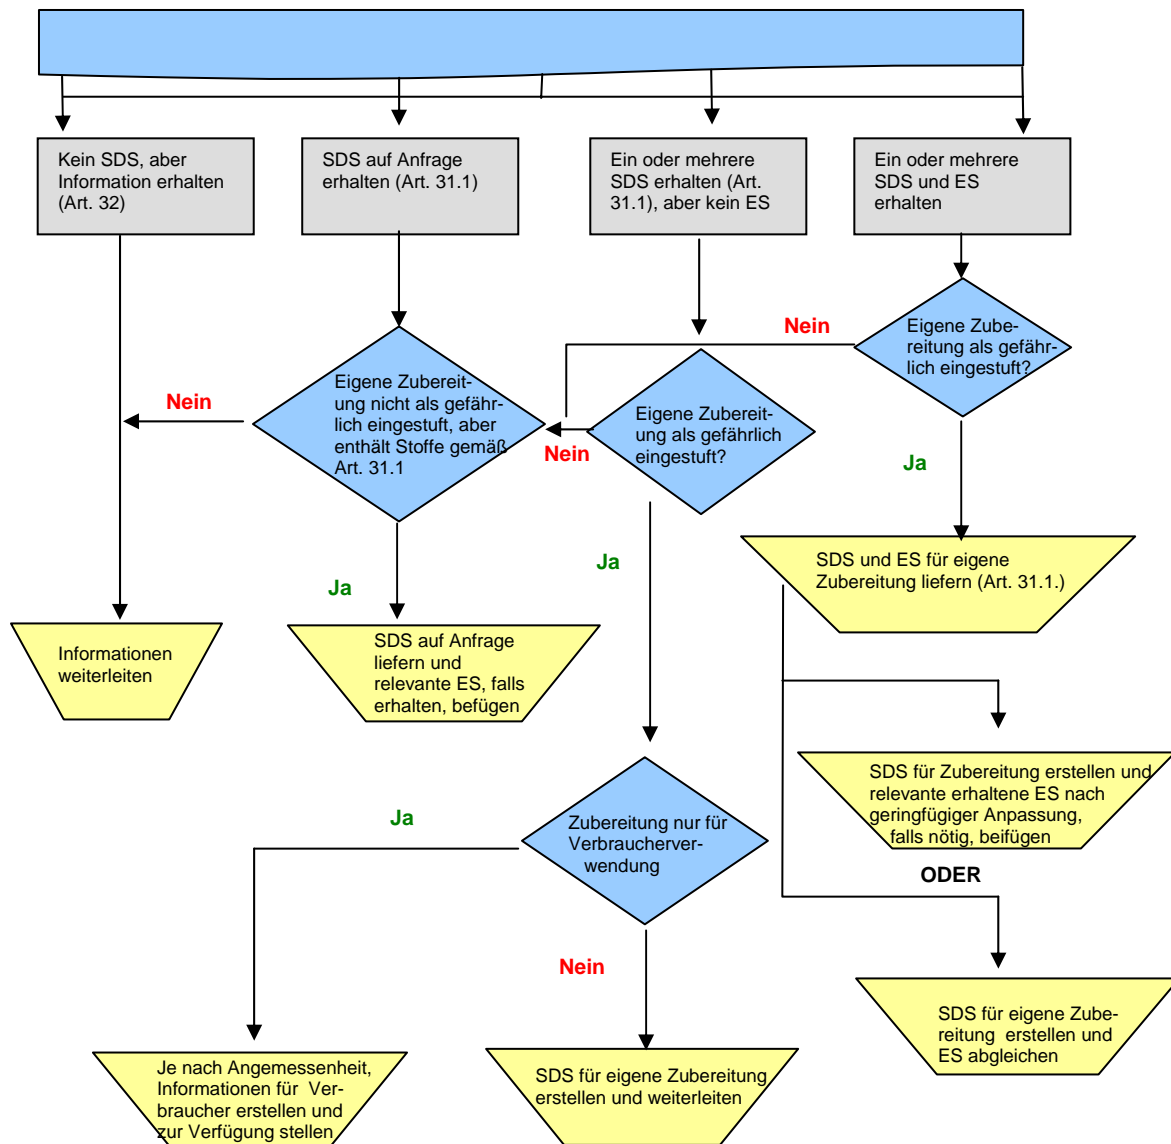 Kein SDS, aber
Information erhalten
(Art. 32)
SDS auf Anfrage
erhalten (Art. 31.1)
Ein oder mehrere
SDS erhalten (Art.
31.1), aber kein ES
Ein oder mehrere
SDS und ES
erhalten
Nein
Eigene Zube-
reitung als gefähr-
lich eingestuft?
Nein
Eigene Zubereit-
ung nicht als gefähr-
lich eingestuft, aber
enthält Stoffe gemäß
Art. 31.1
Nein
Eigene Zubereit-
ung als gefährlich
eingestuft?
Ja
Ja
Ja
SDS und ES für eigene
Zubereitung liefern (Art. 31.1.)
Informationen
weiterleiten
SDS auf Anfrage
liefern und
relevante ES, falls
erhalten, befügen
SDS für Zubereitung erstellen und
relevante erhaltene ES nach
geringfügiger Anpassung,
falls nötig, beifügen
Ja
Zubereitung nur für
Verbraucherver-
wendung
ODER
Nein
SDS für eigene Zube-
reitung erstellen und
ES abgleichen
Je nach Angemessenheit,
Informationen für Ver-
braucher erstellen und
zur Verfügung stellen
SDS für eigene Zubereitung
erstellen und weiterleiten